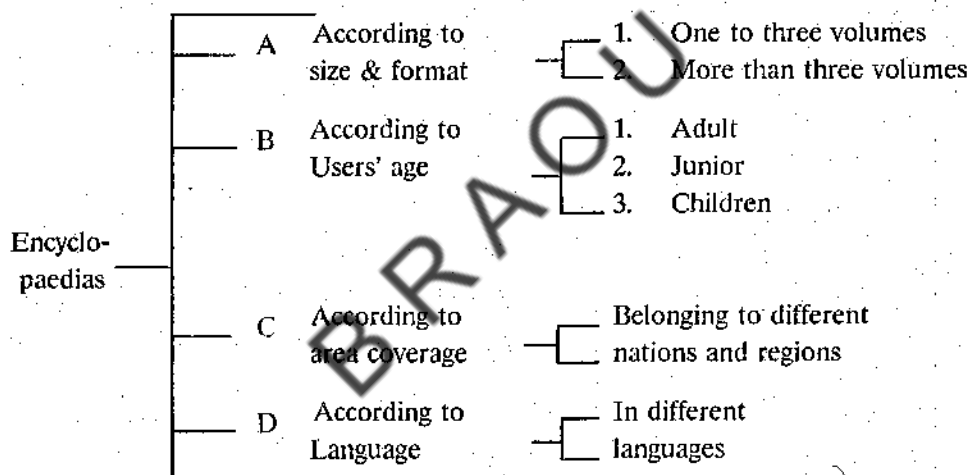 A According to size & format
1. One to three volumes
2. More than three volumes
B According to Users' age
1. Adult
2. Junior
3. Children
Encyclo-
paedias
C According to area coverage
Belonging to different
nations and regions
D According to Language
In different
languages
BRAOU